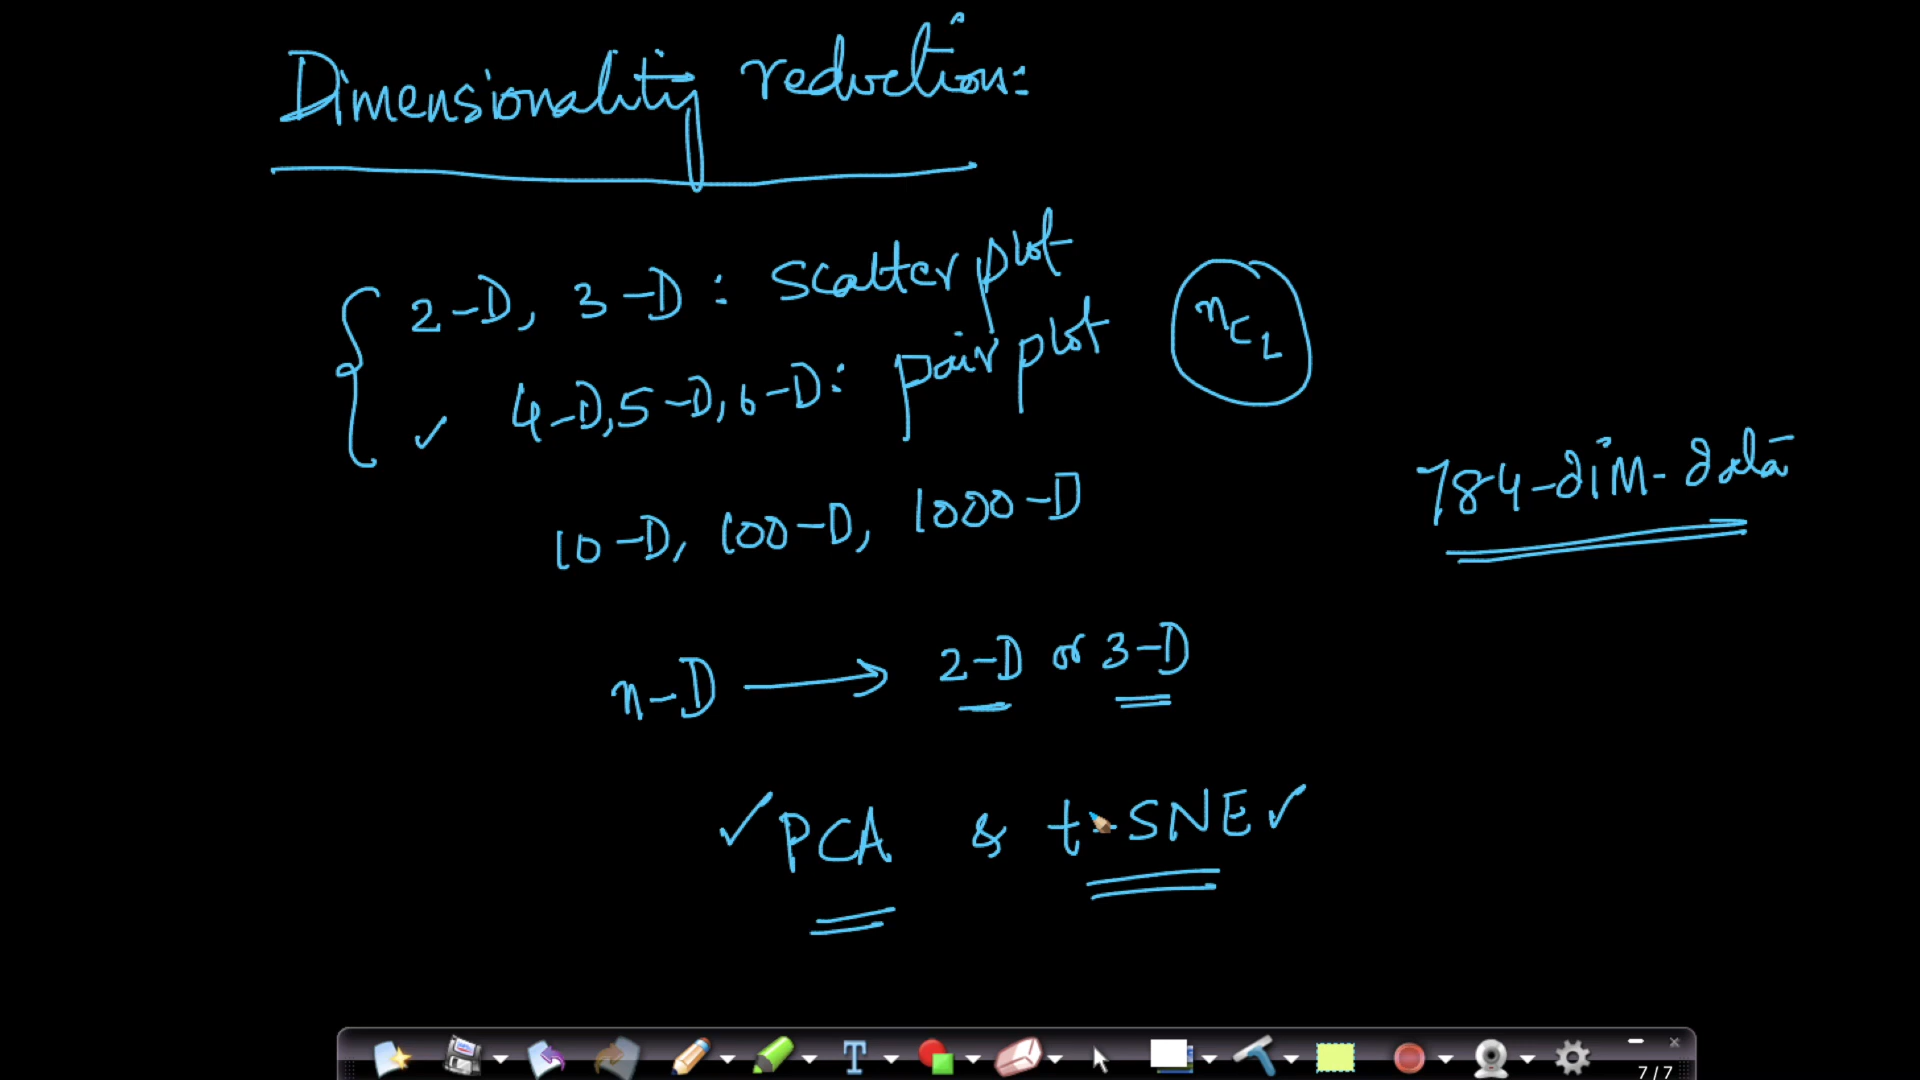 Dimensionality reduction:
2-D, 3-D: scatter plot
nC2
✓ 4-D, 5-D, 6-D: pair plot
784-dim-data
10-D, 100-D, 1000-D
n-D → 2-D or 3-D
✓ PCA & t-SNE ✓
T
7/7